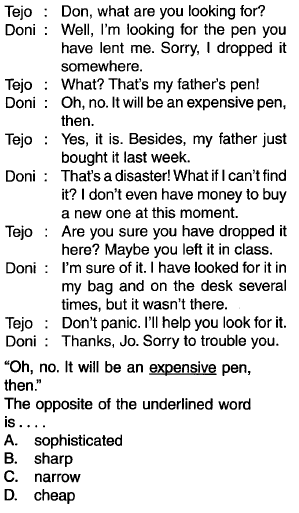 Tejo : Don, what are you looking for?
Doni : Well, I'm looking for the pen you
have lent me. Sorry, I dropped it
somewhere.
Tejo : What? That's my father's pen!
Doni : Oh, no. It will be an expensive pen,
then.
Tejo : Yes, it is. Besides, my father just
bought it last week.
Doni : That's a disaster! What if I can't find
it? I don't even have money to buy
a new one at this moment.
Tejo : Are you sure you have dropped it
here? Maybe you left it in class.
Doni : I'm sure of it. I have looked for it in
my bag and on the desk several
times, but it wasn't there.
Tejo : Don't panic. I'll help you look for it.
Doni : Thanks, Jo. Sorry to trouble you.
"Oh, no. It will be an expensive pen,
then."
The opposite of the underlined word
is . . . .
A. sophisticated
B. sharp
C. narrow
D. cheap